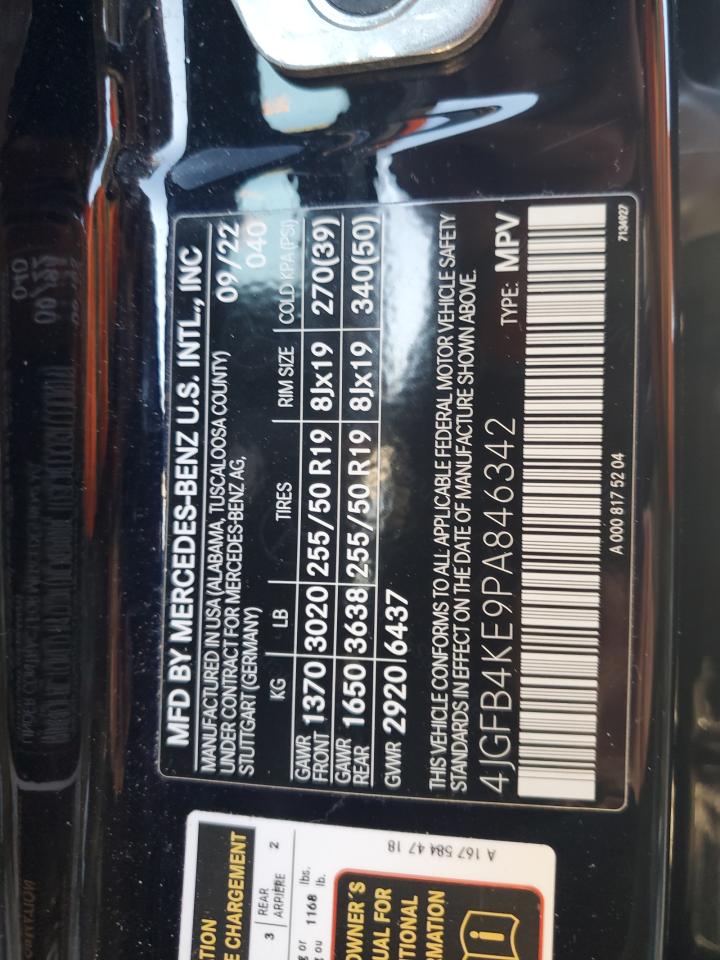 MFD BY MERCEDES-BENZ U.S. INTL., INC
MANUFACTURED IN USA (ALABAMA, TUSCALOOSA COUNTY) 09/22
UNDER CONTRACT FOR MERCEDES-BENZ AG, 040
STUTTGART (GERMANY)
KG LB TIRES RIM SIZE COLD KPA (PSI)
GAWR FRONT 1370 3020 255/50 R19 8Jx19 270(39)
GAWR REAR 1650 3638 255/50 R19 8Jx19 340(50)
GVWR 2920 6437
THIS VEHICLE CONFORMS TO ALL APPLICABLE FEDERAL MOTOR VEHICLE SAFETY
STANDARDS IN EFFECT ON THE DATE OF MANUFACTURE SHOWN ABOVE.
4JGFB4KE9PA846342 TYPE: MPV
A 000 817 52 04 7134927
TION
E CHARGEMENT
3 REAR 2
ARRIÈRE
g or lbs.
g ou 1168 lb.
OWNER'S
UAL FOR
TIONAL
RMATION
i
A 167 584 47 18